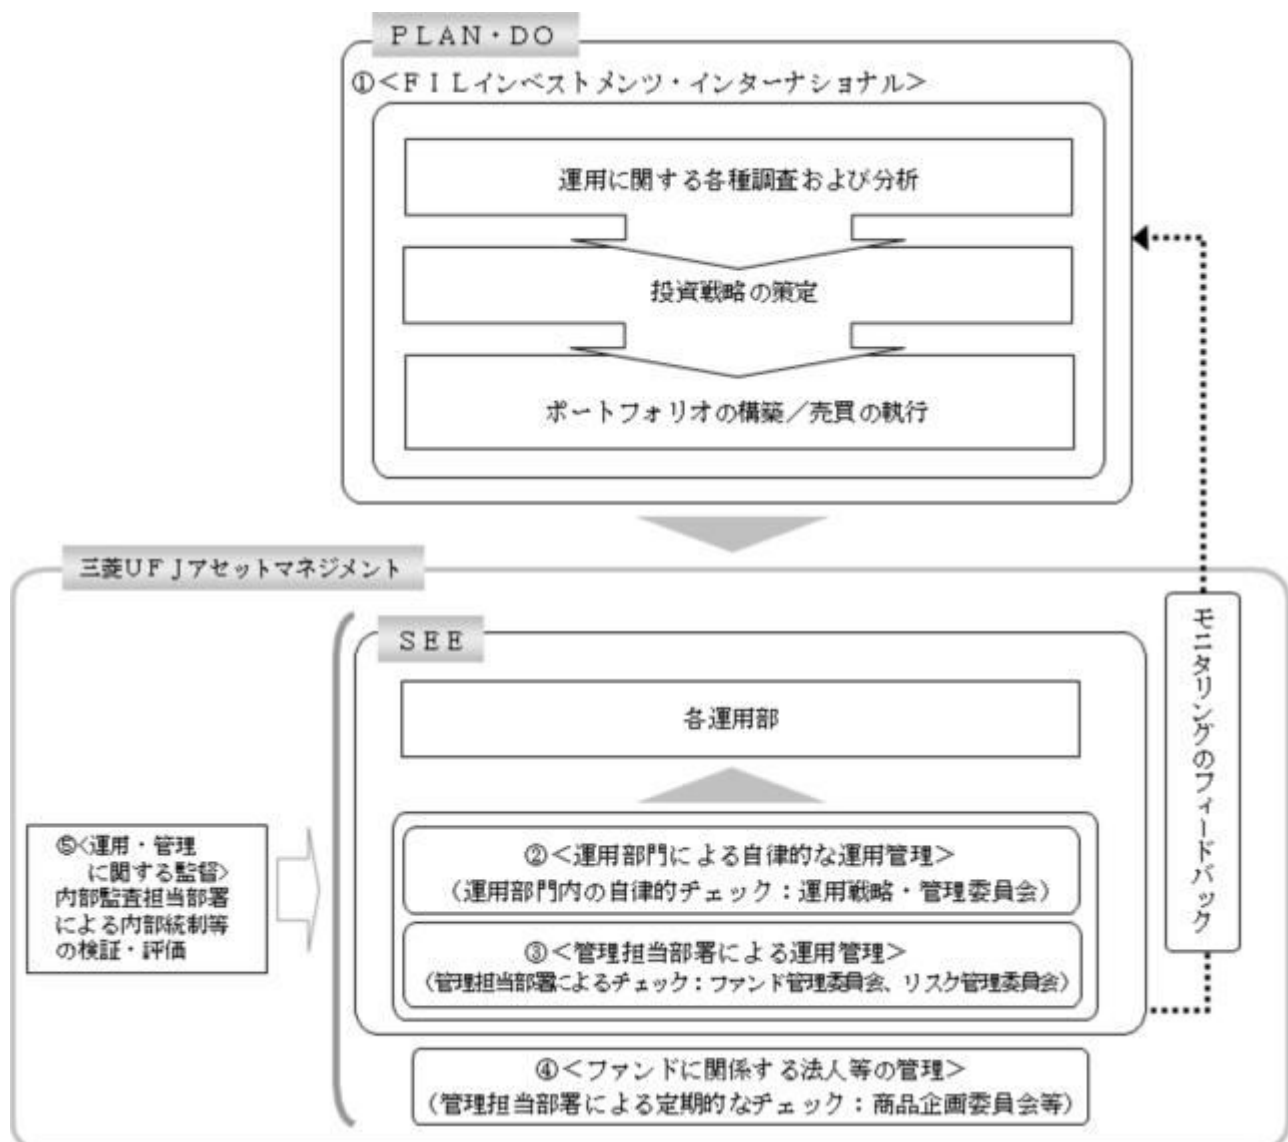 PLAN・DO
①＜FILインベストメンツ・インターナショナル＞
運用に関する各種調査および分析
投資戦略の策定
ポートフォリオの構築／売買の執行
三菱UFJアセットマネジメント
SEE
各運用部
②＜運用部門による自律的な運用管理＞
（運用部門内の自律的チェック：運用戦略・管理委員会）
③＜管理担当部署による運用管理＞
（管理担当部署によるチェック：ファンド管理委員会、リスク管理委員会）
④＜ファンドに関係する法人等の管理＞
（管理担当部署による定期的なチェック：商品企画委員会等）
⑤＜運用・管理
に関する監督＞
内部監査担当部署
による内部統制等
の検証・評価
モニタリングのフィードバック